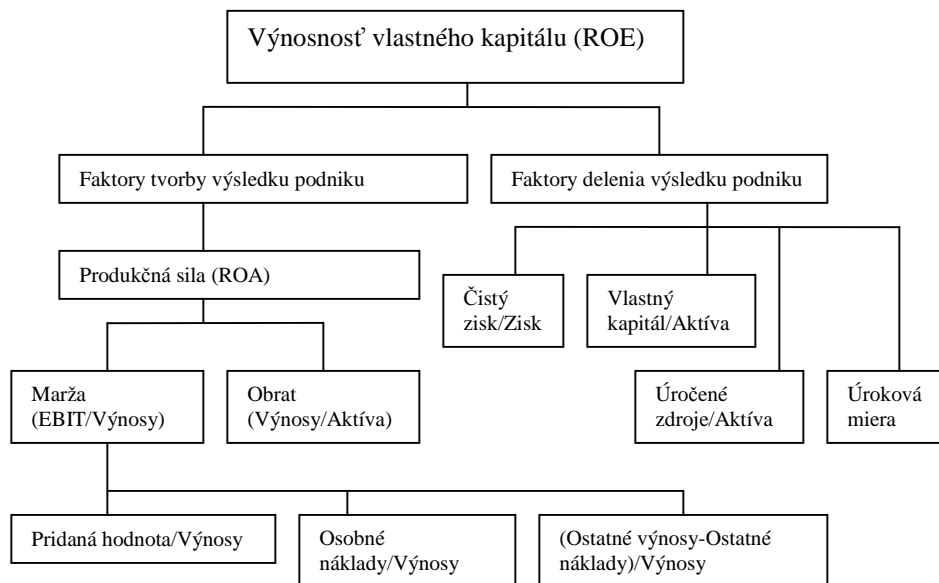 Výnosnosť vlastného kapitálu (ROE)
Faktory tvorby výsledku podniku
Faktory delenia výsledku podniku
Produkčná sila (ROA)
Čistý
zisk/Zisk
Vlastný
kapitál/Aktíva
Marža
(EBIT/Výnosy)
Obrat
(Výnosy/Aktíva)
Úročené
zdroje/Aktíva
Úroková
miera
Pridaná hodnota/Výnosy
Osobné
náklady/Výnosy
(Ostatné výnosy-Ostatné
náklady)/Výnosy